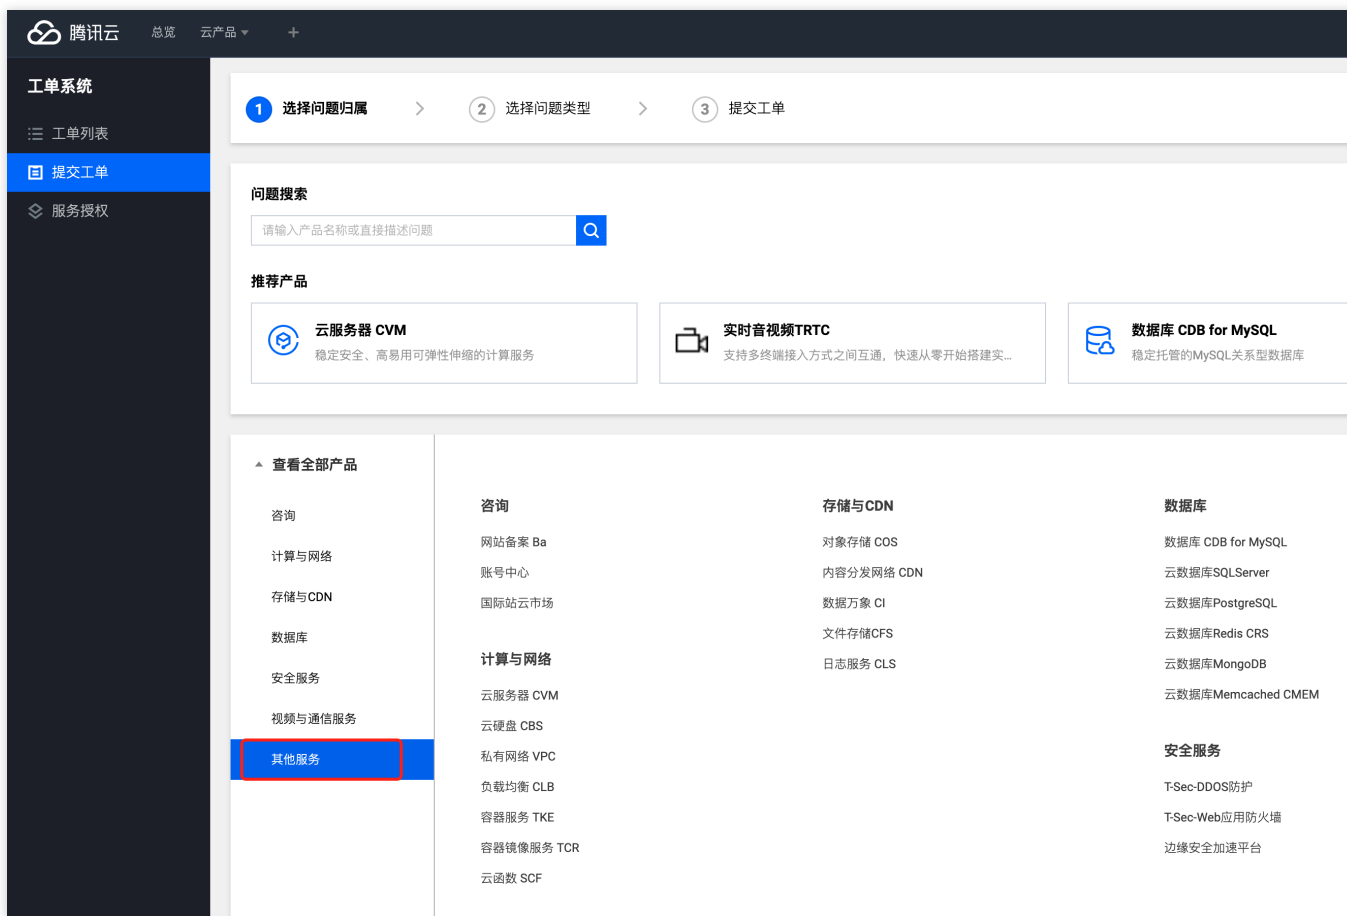 腾讯云
总览
云产品
工单系统
工单列表
提交工单
服务授权
1 选择问题归属
2 选择问题类型
3 提交工单
问题搜索
请输入产品名称或直接描述问题
推荐产品
云服务器 CVM
稳定安全、高易用可弹性伸缩的计算服务
实时音视频TRTC
支持多终端接入方式之间互通，快速从零开始搭建实...
数据库 CDB for MySQL
稳定托管的MySQL关系型数据库
查看全部产品
咨询
计算与网络
存储与CDN
数据库
安全服务
视频与通信服务
其他服务
咨询
网站备案 Ba
账号中心
国际站云市场
计算与网络
云服务器 CVM
云硬盘 CBS
私有网络 VPC
负载均衡 CLB
容器服务 TKE
容器镜像服务 TCR
云函数 SCF
存储与CDN
对象存储 COS
内容分发网络 CDN
数据万象 CI
文件存储CFS
日志服务 CLS
数据库
数据库 CDB for MySQL
云数据库SQLServer
云数据库PostgreSQL
云数据库Redis CRS
云数据库MongoDB
云数据库Memcached CMEM
安全服务
T-Sec-DDOS防护
T-Sec-Web应用防火墙
边缘安全加速平台